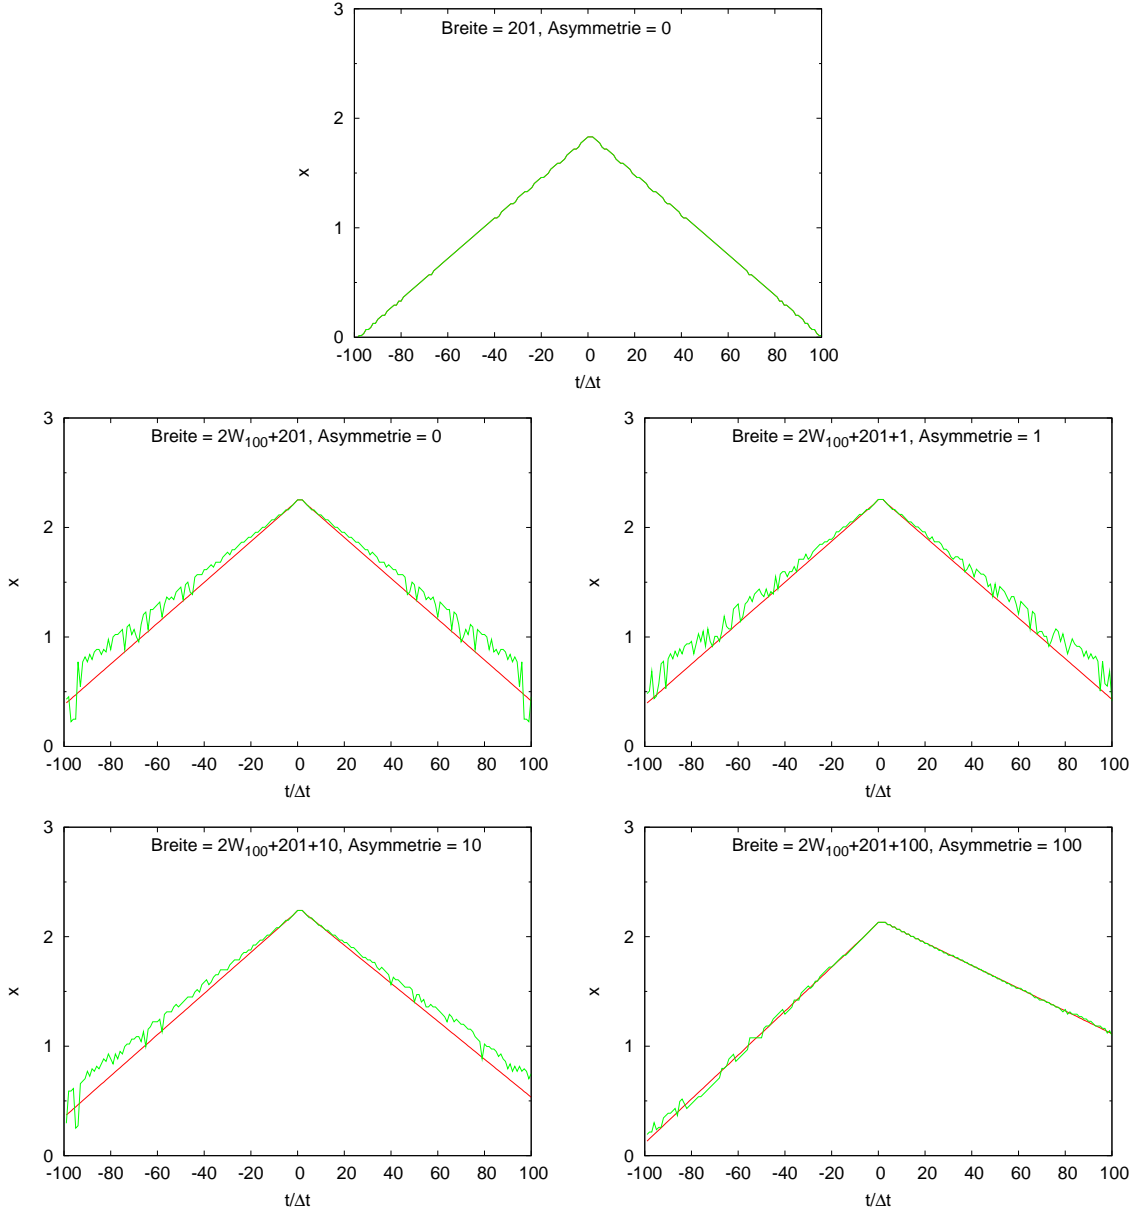 Breite = 201, Asymmetrie = 0
3
2
1
0
x
-100 -80 -60 -40 -20 0 20 40 60 80 100
t/Δt
Breite = 2W100+201, Asymmetrie = 0
3
2
1
0
x
-100 -80 -60 -40 -20 0 20 40 60 80 100
t/Δt
Breite = 2W100+201+1, Asymmetrie = 1
3
2
1
0
x
-100 -80 -60 -40 -20 0 20 40 60 80 100
t/Δt
Breite = 2W100+201+10, Asymmetrie = 10
3
2
1
0
x
-100 -80 -60 -40 -20 0 20 40 60 80 100
t/Δt
Breite = 2W100+201+100, Asymmetrie = 100
3
2
1
0
x
-100 -80 -60 -40 -20 0 20 40 60 80 100
t/Δt